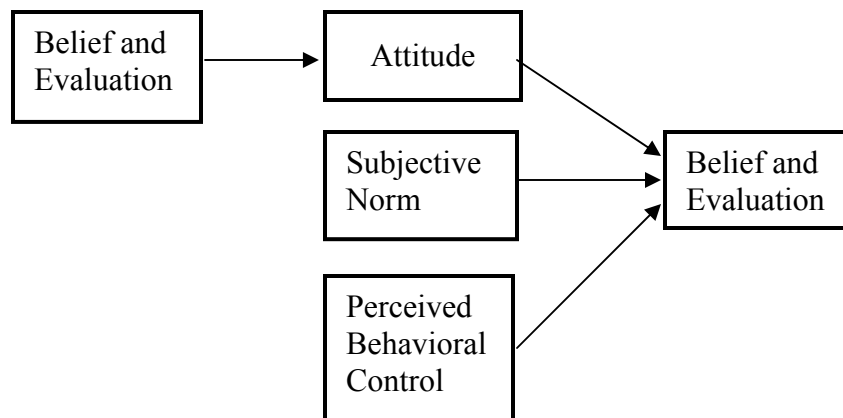 Belief and
Evaluation
Attitude
Subjective
Norm
Belief and
Evaluation
Perceived
Behavioral
Control